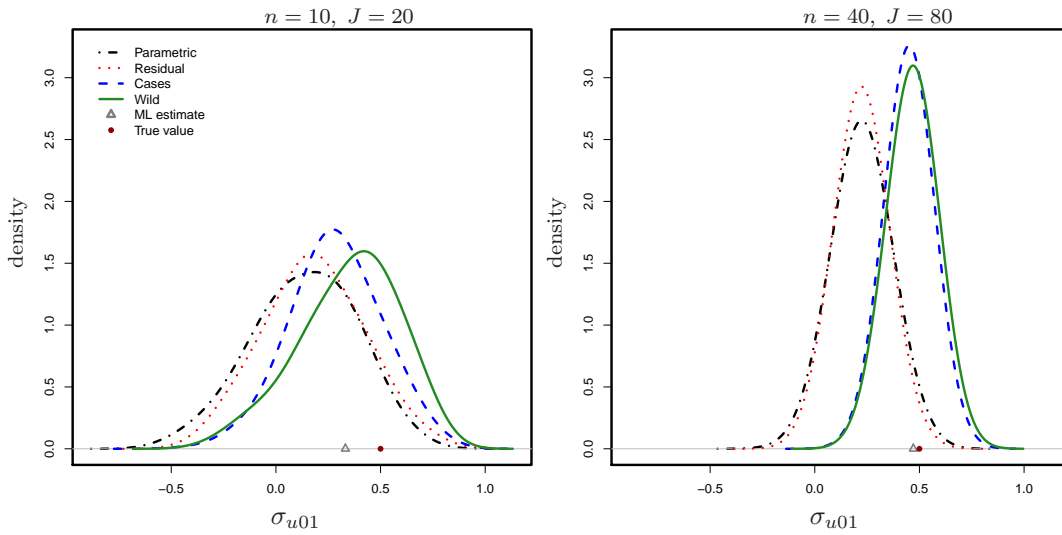 n = 10, J = 20
Parametric
Residual
Cases
Wild
ML estimate
True value
density
0.0 0.5 1.0 1.5 2.0 2.5 3.0
−0.5 0.0 0.5 1.0
σu01
n = 40, J = 80
density
0.0 0.5 1.0 1.5 2.0 2.5 3.0
−0.5 0.0 0.5 1.0
σu01